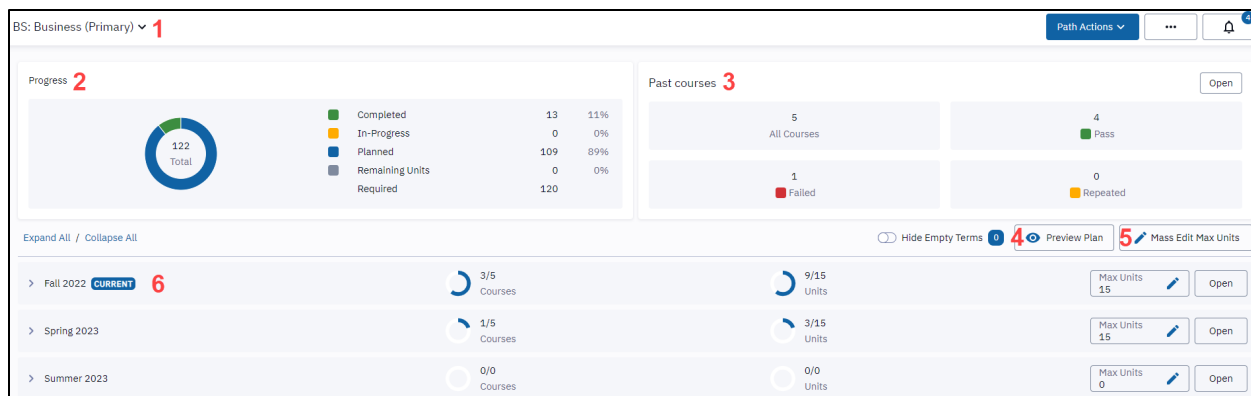 BS: Business (Primary) 1 Path Actions ... 4
Progress 2
122
Total
Completed 13 11%
In-Progress 0 0%
Planned 109 89%
Remaining Units 0 0%
Required 120
Past courses 3 Open
5
All Courses
4
Pass
1
Failed
0
Repeated
Expand All / Collapse All Hide Empty Terms 0 4 Preview Plan 5 Mass Edit Max Units
Fall 2022 CURRENT 6 3/5 Courses 9/15 Units Max Units 15 Open
Spring 2023 1/5 Courses 3/15 Units Max Units 15 Open
Summer 2023 0/0 Courses 0/0 Units Max Units 0 Open